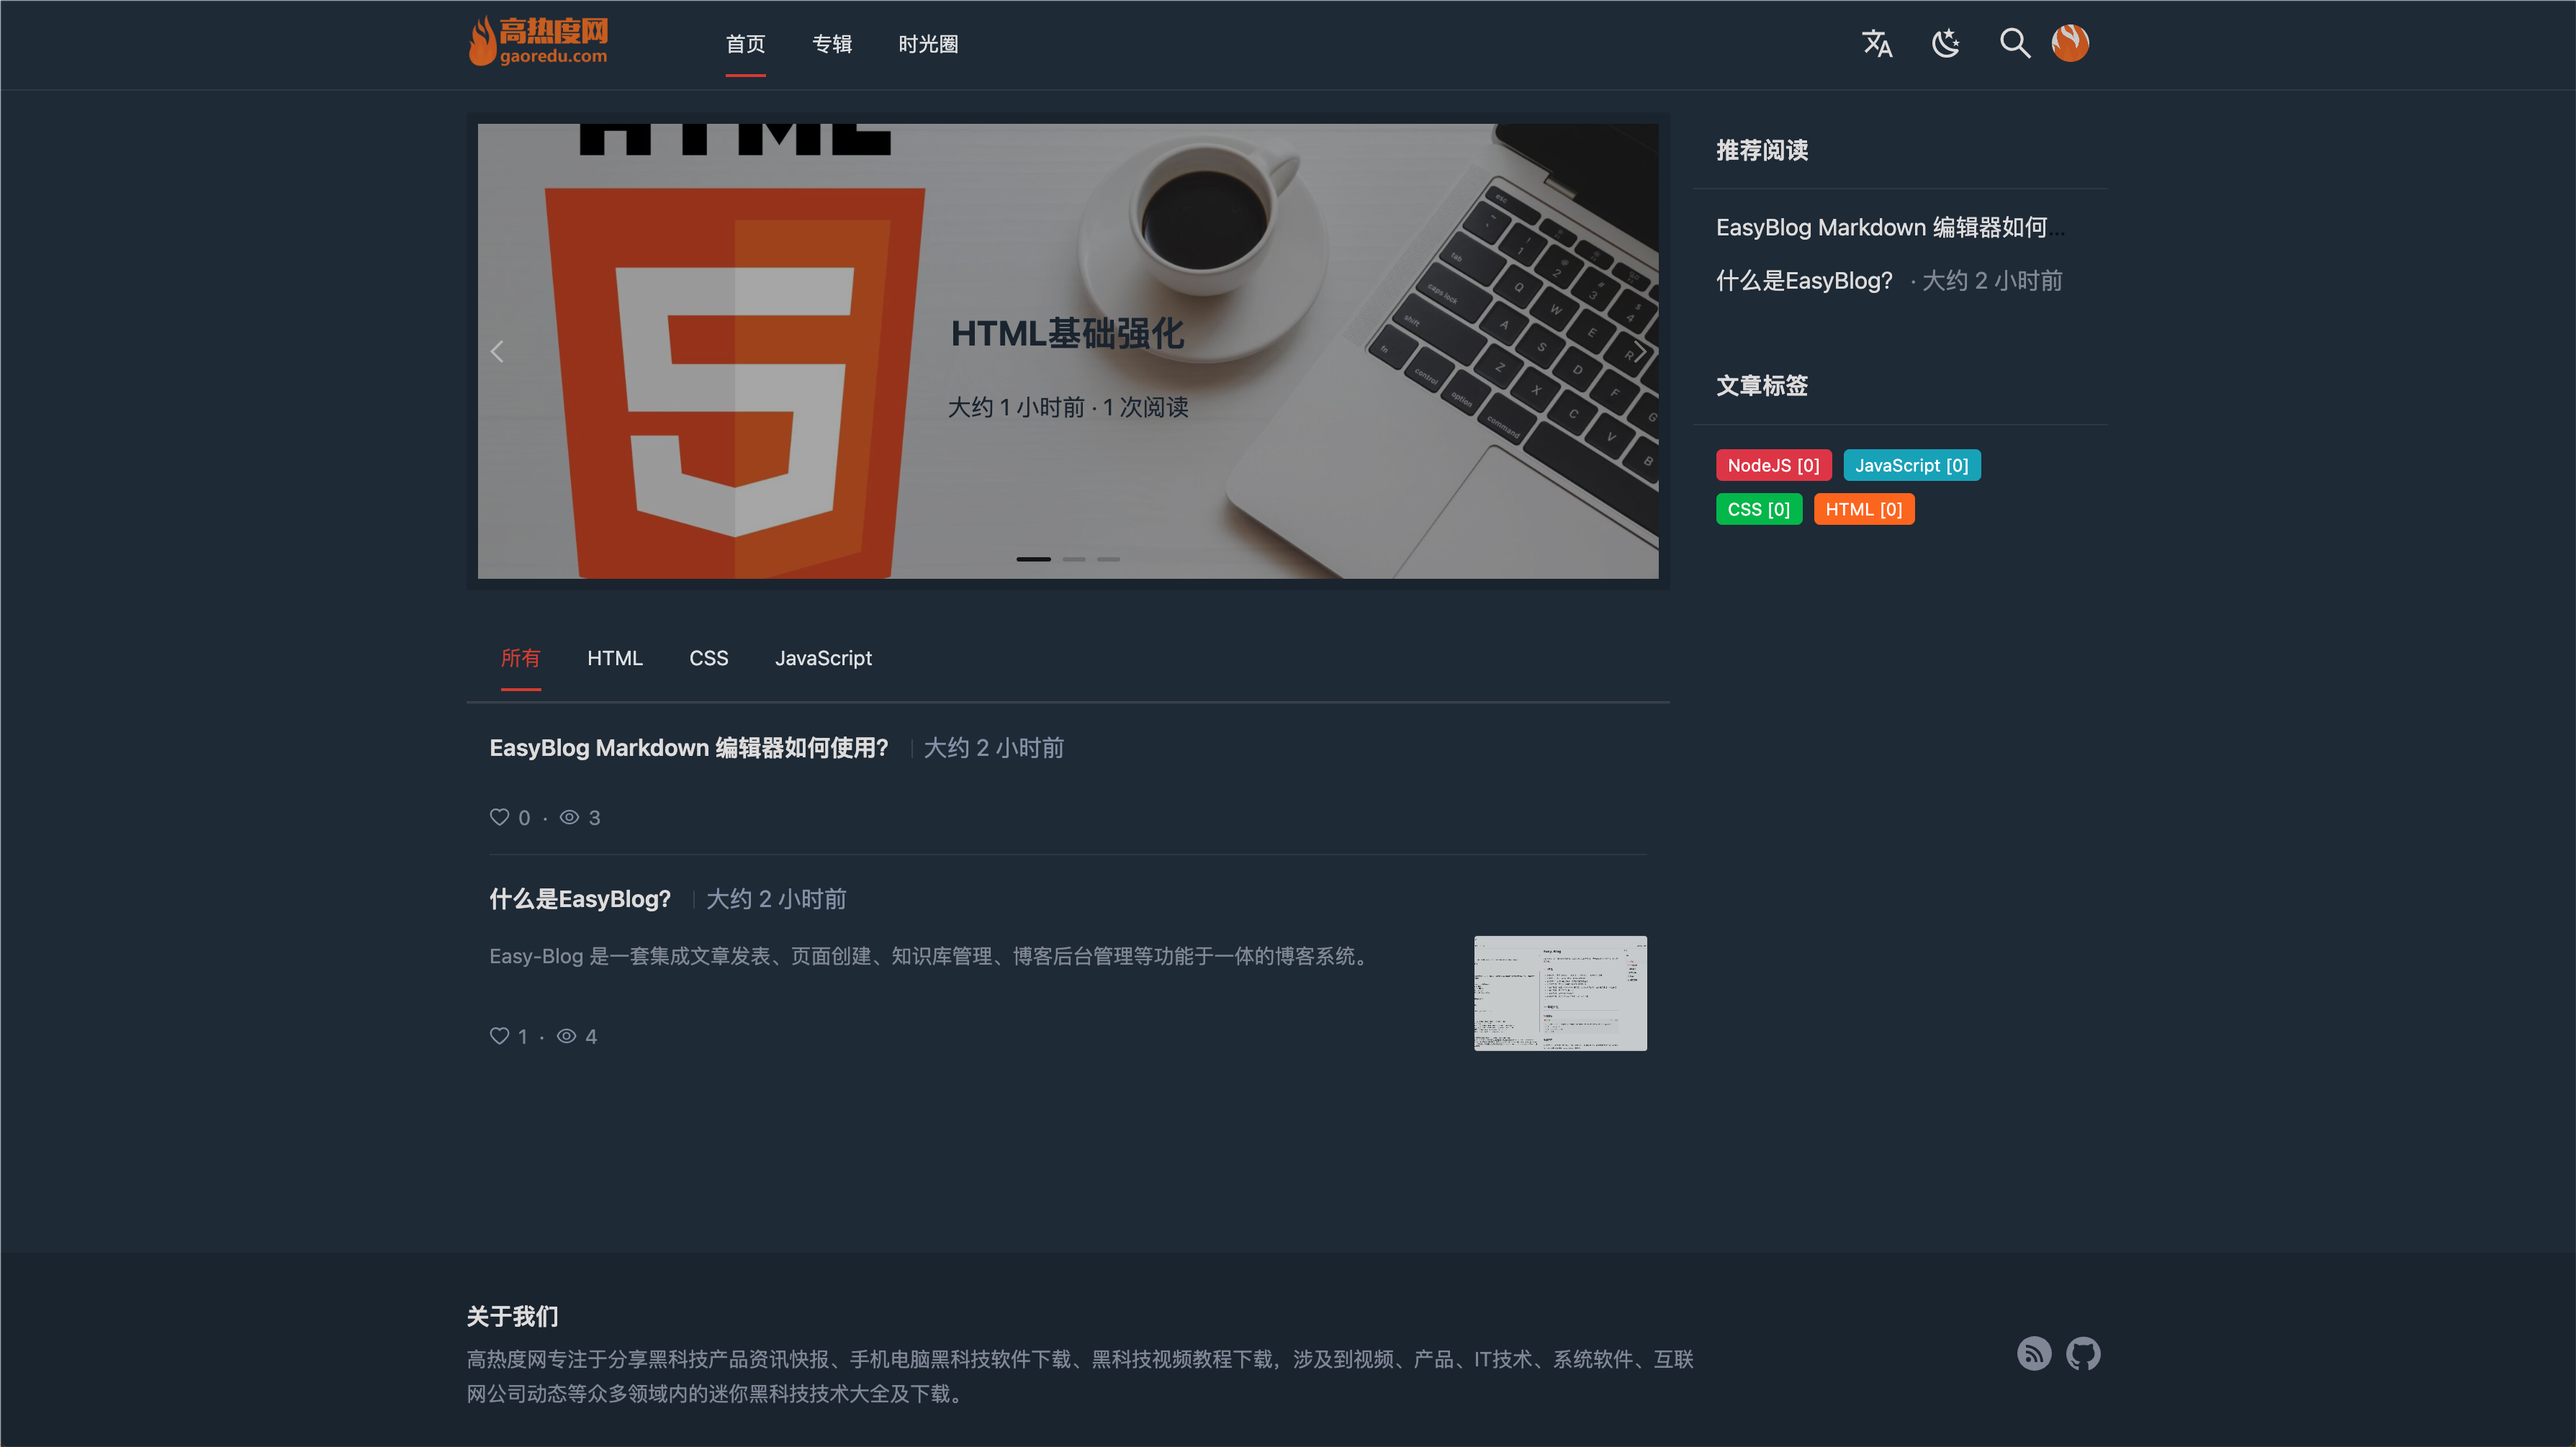 高热度网
gaoredu.com
首页 专辑 时光圈
HTML
HTML基础强化
大约 1 小时前 · 1 次阅读
esc
tab
caps lock
shift
fn
control
option
command
Q W E R
A S D F G
Z X C V B
推荐阅读
EasyBlog Markdown 编辑器如何...
什么是EasyBlog? · 大约 2 小时前
文章标签
NodeJS [0] JavaScript [0]
CSS [0] HTML [0]
所有 HTML CSS JavaScript
EasyBlog Markdown 编辑器如何使用? 大约 2 小时前
0 · 3
什么是EasyBlog? 大约 2 小时前
Easy-Blog 是一套集成文章发表、页面创建、知识库管理、博客后台管理等功能于一体的博客系统。
1 · 4
关于我们
高热度网专注于分享黑科技产品资讯快报、手机电脑黑科技软件下载、黑科技视频教程下载，涉及到视频、产品、IT技术、系统软件、互联
网公司动态等众多领域内的迷你黑科技技术大全及下载。